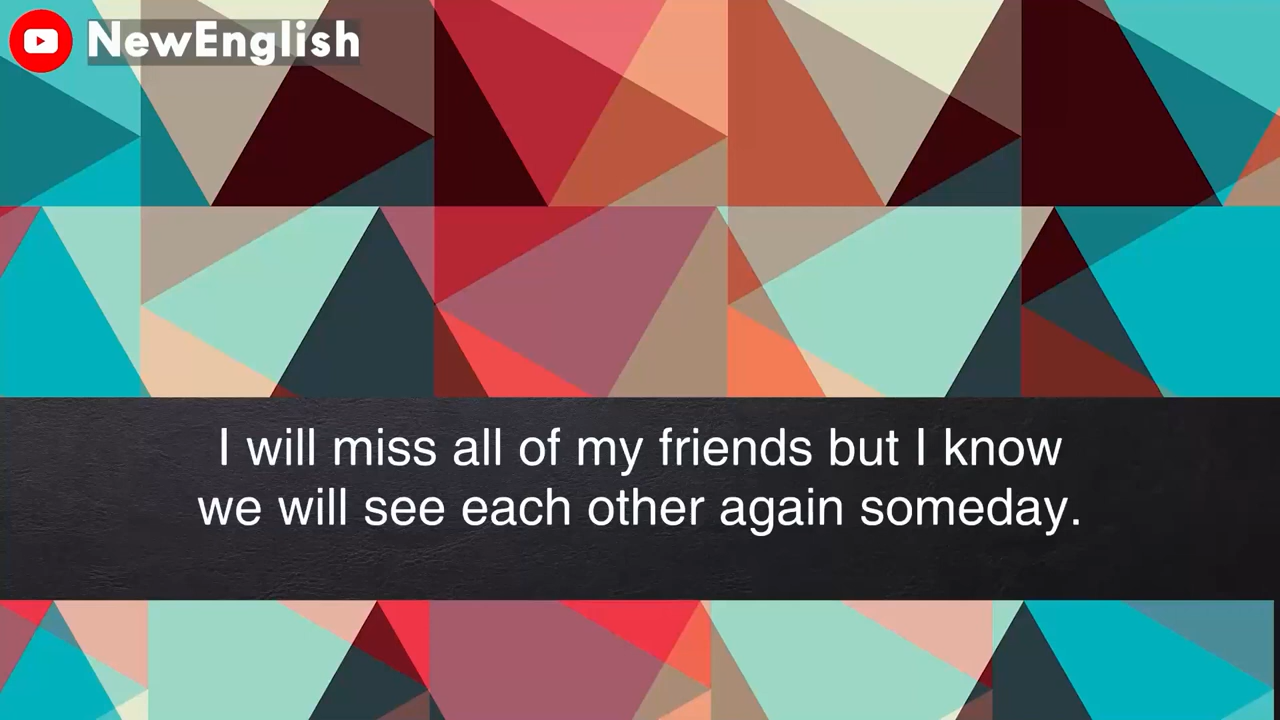 NewEnglish
I will miss all of my friends but I know
we will see each other again someday.